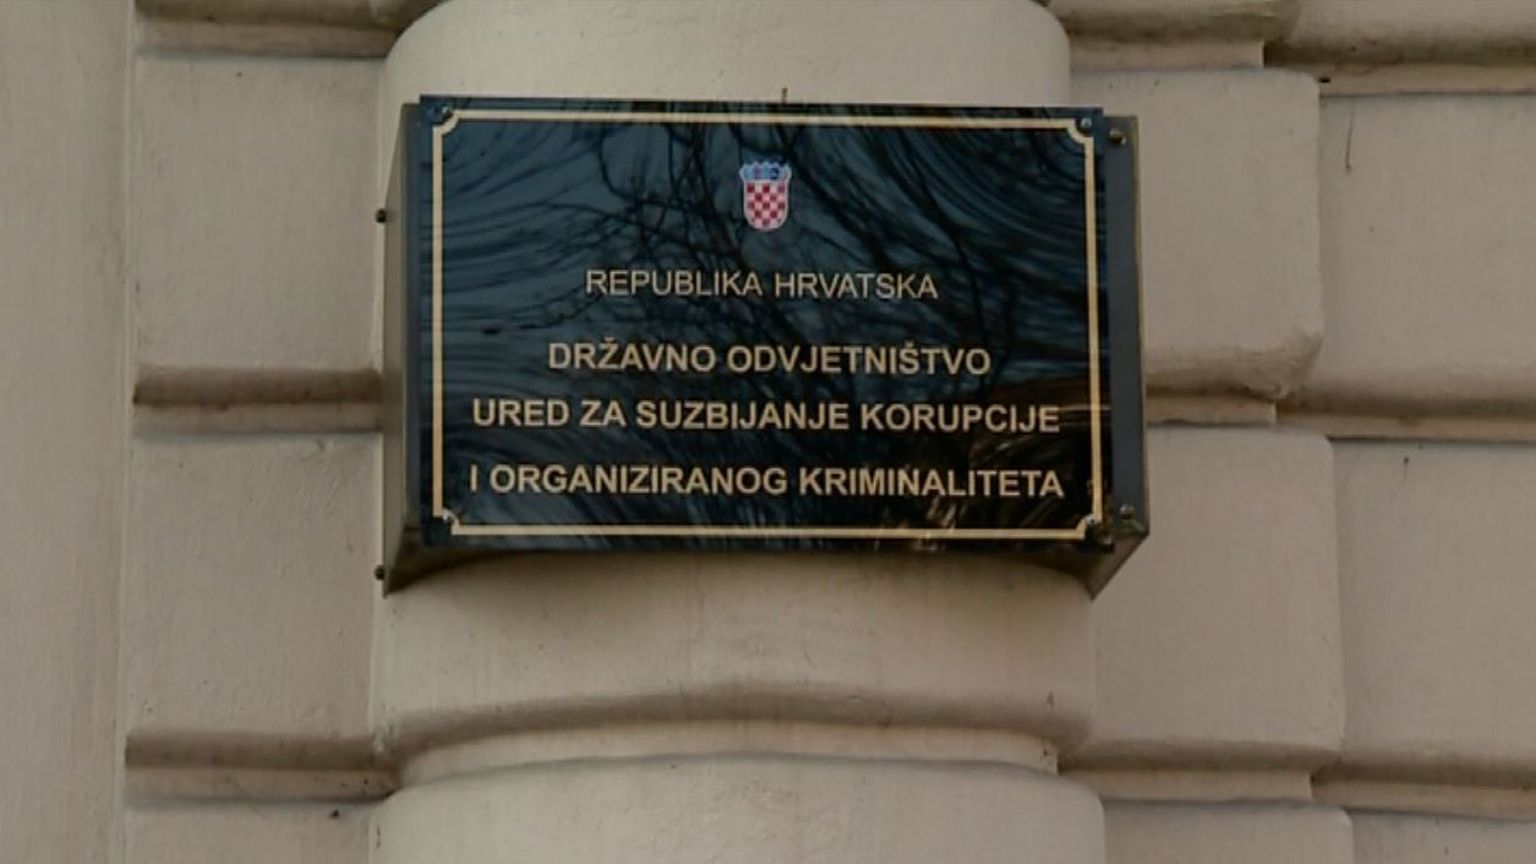 REPUBLIKA HRVATSKA
DRŽAVNO ODVJETNIŠTVO
URED ZA SUZBIJANJE KORUPCIJE
I ORGANIZIRANOG KRIMINALITETA